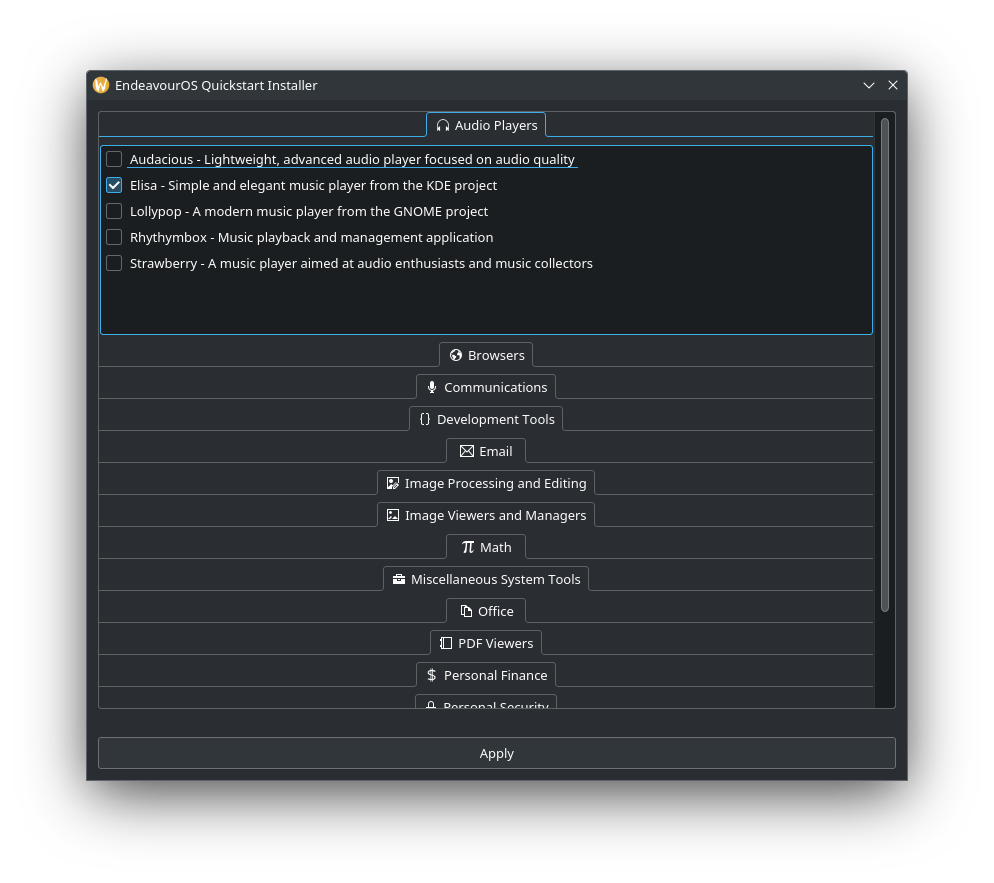 EndeavourOS Quickstart Installer
Audio Players
Audacious - Lightweight, advanced audio player focused on audio quality
Elisa - Simple and elegant music player from the KDE project
Lollypop - A modern music player from the GNOME project
Rhythymbox - Music playback and management application
Strawberry - A music player aimed at audio enthusiasts and music collectors
Browsers
Communications
Development Tools
Email
Image Processing and Editing
Image Viewers and Managers
Math
Miscellaneous System Tools
Office
PDF Viewers
Personal Finance
Personal Security
Apply